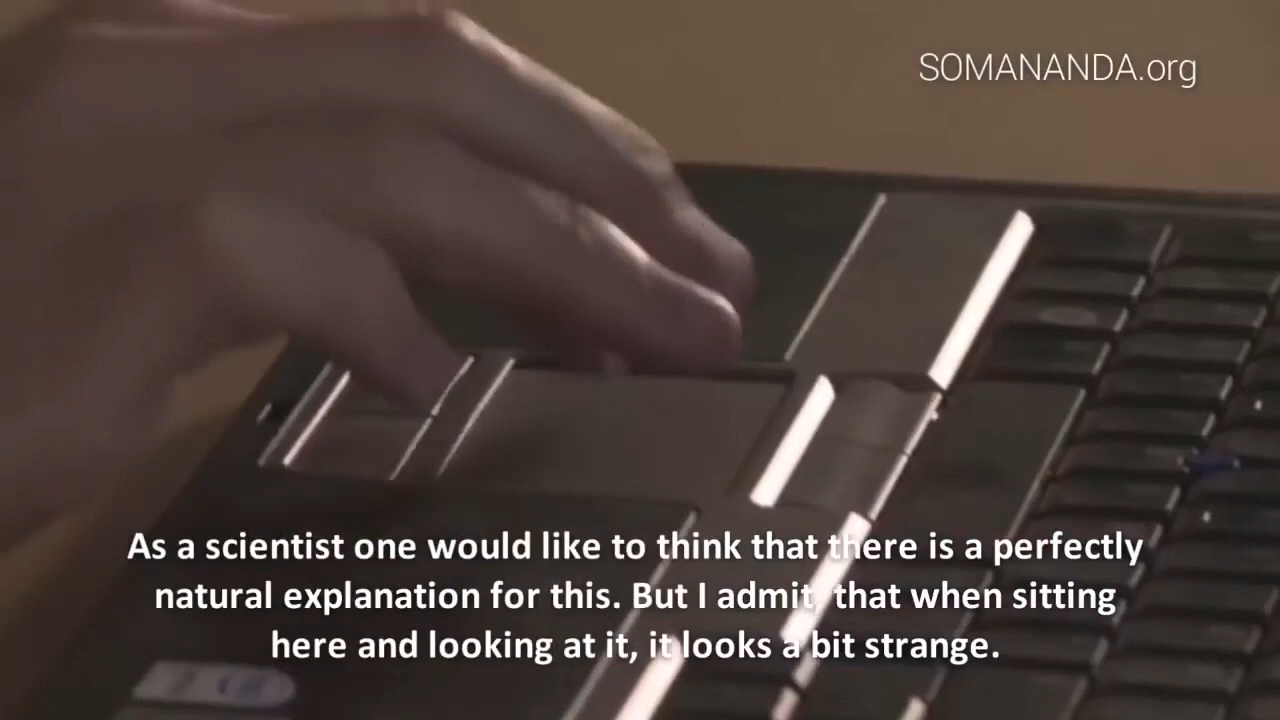 SOMANANDA.org
As a scientist one would like to think that there is a perfectly
natural explanation for this. But I admit, that when sitting
here and looking at it, it looks a bit strange.